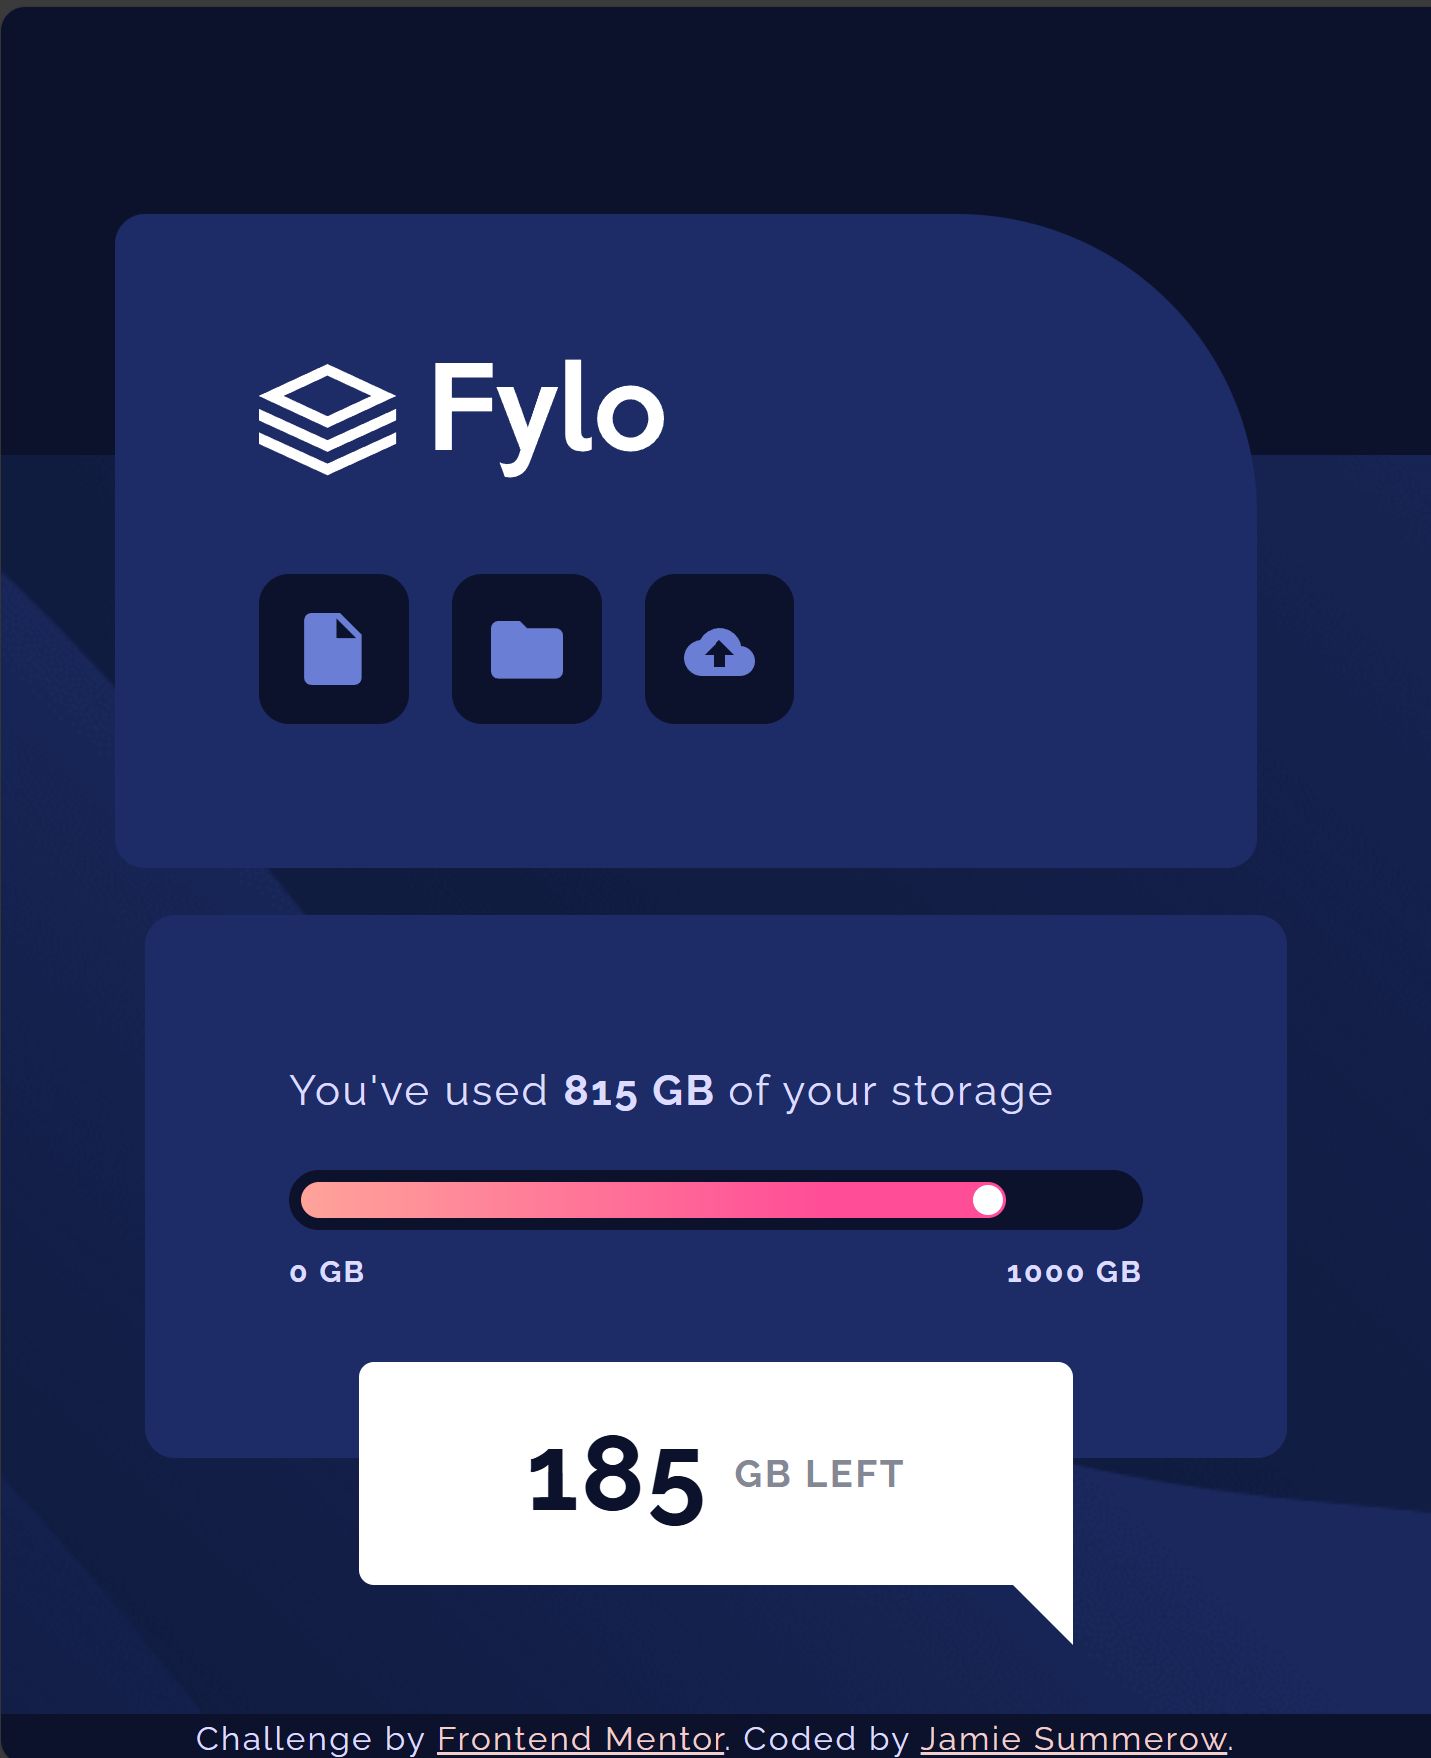 Fylo
You've used 815 GB of your storage
0 GB 1000 GB
185 GB LEFT
Challenge by Frontend Mentor. Coded by Jamie Summerow.